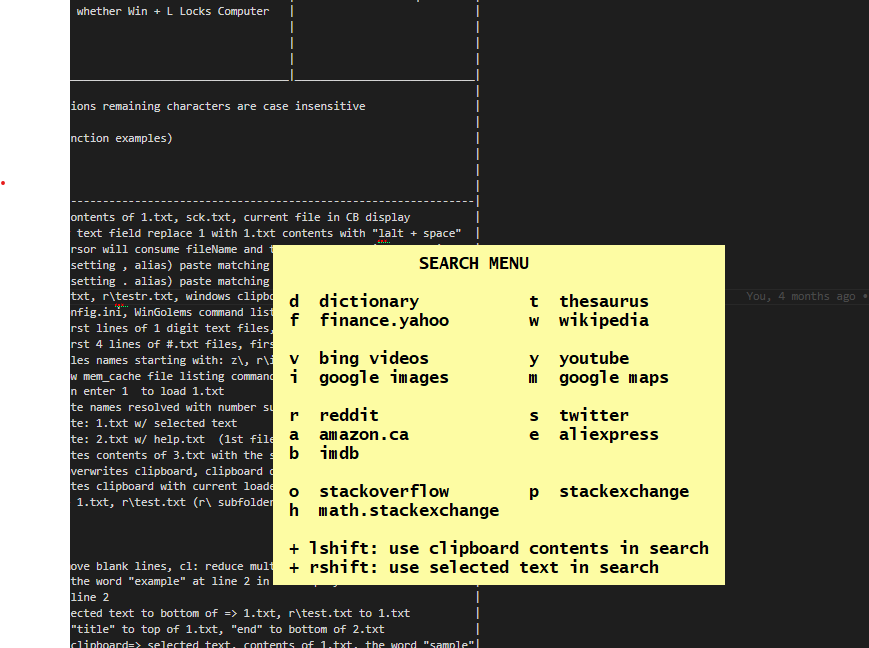 whether Win + L Locks Computer
ions remaining characters are case insensitive
nction examples)
ontents of 1.txt, sck.txt, current file in CB display
text field replace 1 with 1.txt contents with "lalt + space"
rsor will consume fileName and
setting , alias) paste matching
setting . alias) paste matching
txt, r\testr.txt, windows clipbo
nfig.ini, WinGolems command list
rst lines of 1 digit text files,
rst 4 lines of #.txt files, firs
les names starting with: z\, r\i
w mem_cache file listing command
n enter 1 to load 1.txt
te names resolved with number su
te: 1.txt w/ selected text
te: 2.txt w/ help.txt (1st file
tes contents of 3.txt with the s
verwrites clipboard, clipboard c
tes clipboard with current loade
1.txt, r\test.txt (r\ subfolder
ove blank lines, cl: reduce mult
the word "example" at line 2 in
line 2
ected text to bottom of => 1.txt, r\test.txt to 1.txt
"title" to top of 1.txt, "end" to bottom of 2.txt
clipboard=> selected text, contents of 1.txt, the word "sample"
You, 4 months ago •
SEARCH MENU
d dictionary t thesaurus
f finance.yahoo w wikipedia
v bing videos y youtube
i google images m google maps
r reddit s twitter
a amazon.ca e aliexpress
b imdb
o stackoverflow p stackexchange
h math.stackexchange
+ lshift: use clipboard contents in search
+ rshift: use selected text in search